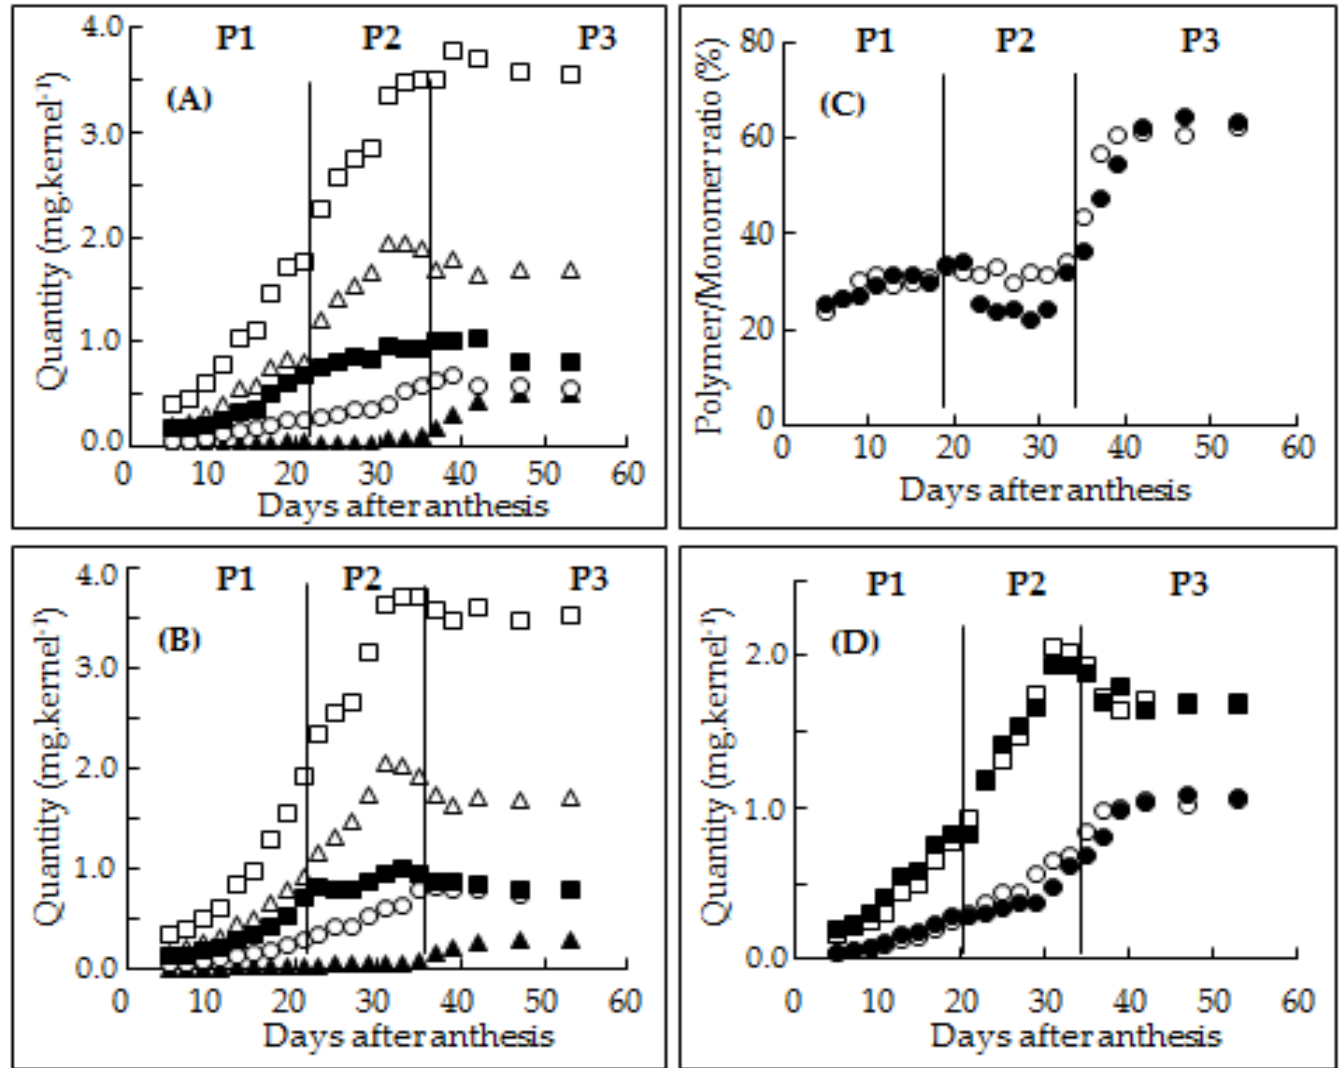 4.0 P1 P2 P3
(A)
3.0
2.0
1.0
0.0
0 10 20 30 40 50 60
Days after anthesis
Quantity (mg.kernel⁻¹)
80 P1 P2 P3
(C)
60
40
20
0
0 10 20 30 40 50 60
Days after anthesis
Polymer/Monomer ratio (%)
4.0 P1 P2 P3
(B)
3.0
2.0
1.0
0.0
0 10 20 30 40 50 60
Days after anthesis
Quantity (mg.kernel⁻¹)
P1 P2 P3
(D)
2.0
1.0
0.0
0 10 20 30 40 50 60
Days after anthesis
Quantity (mg.kernel⁻¹)